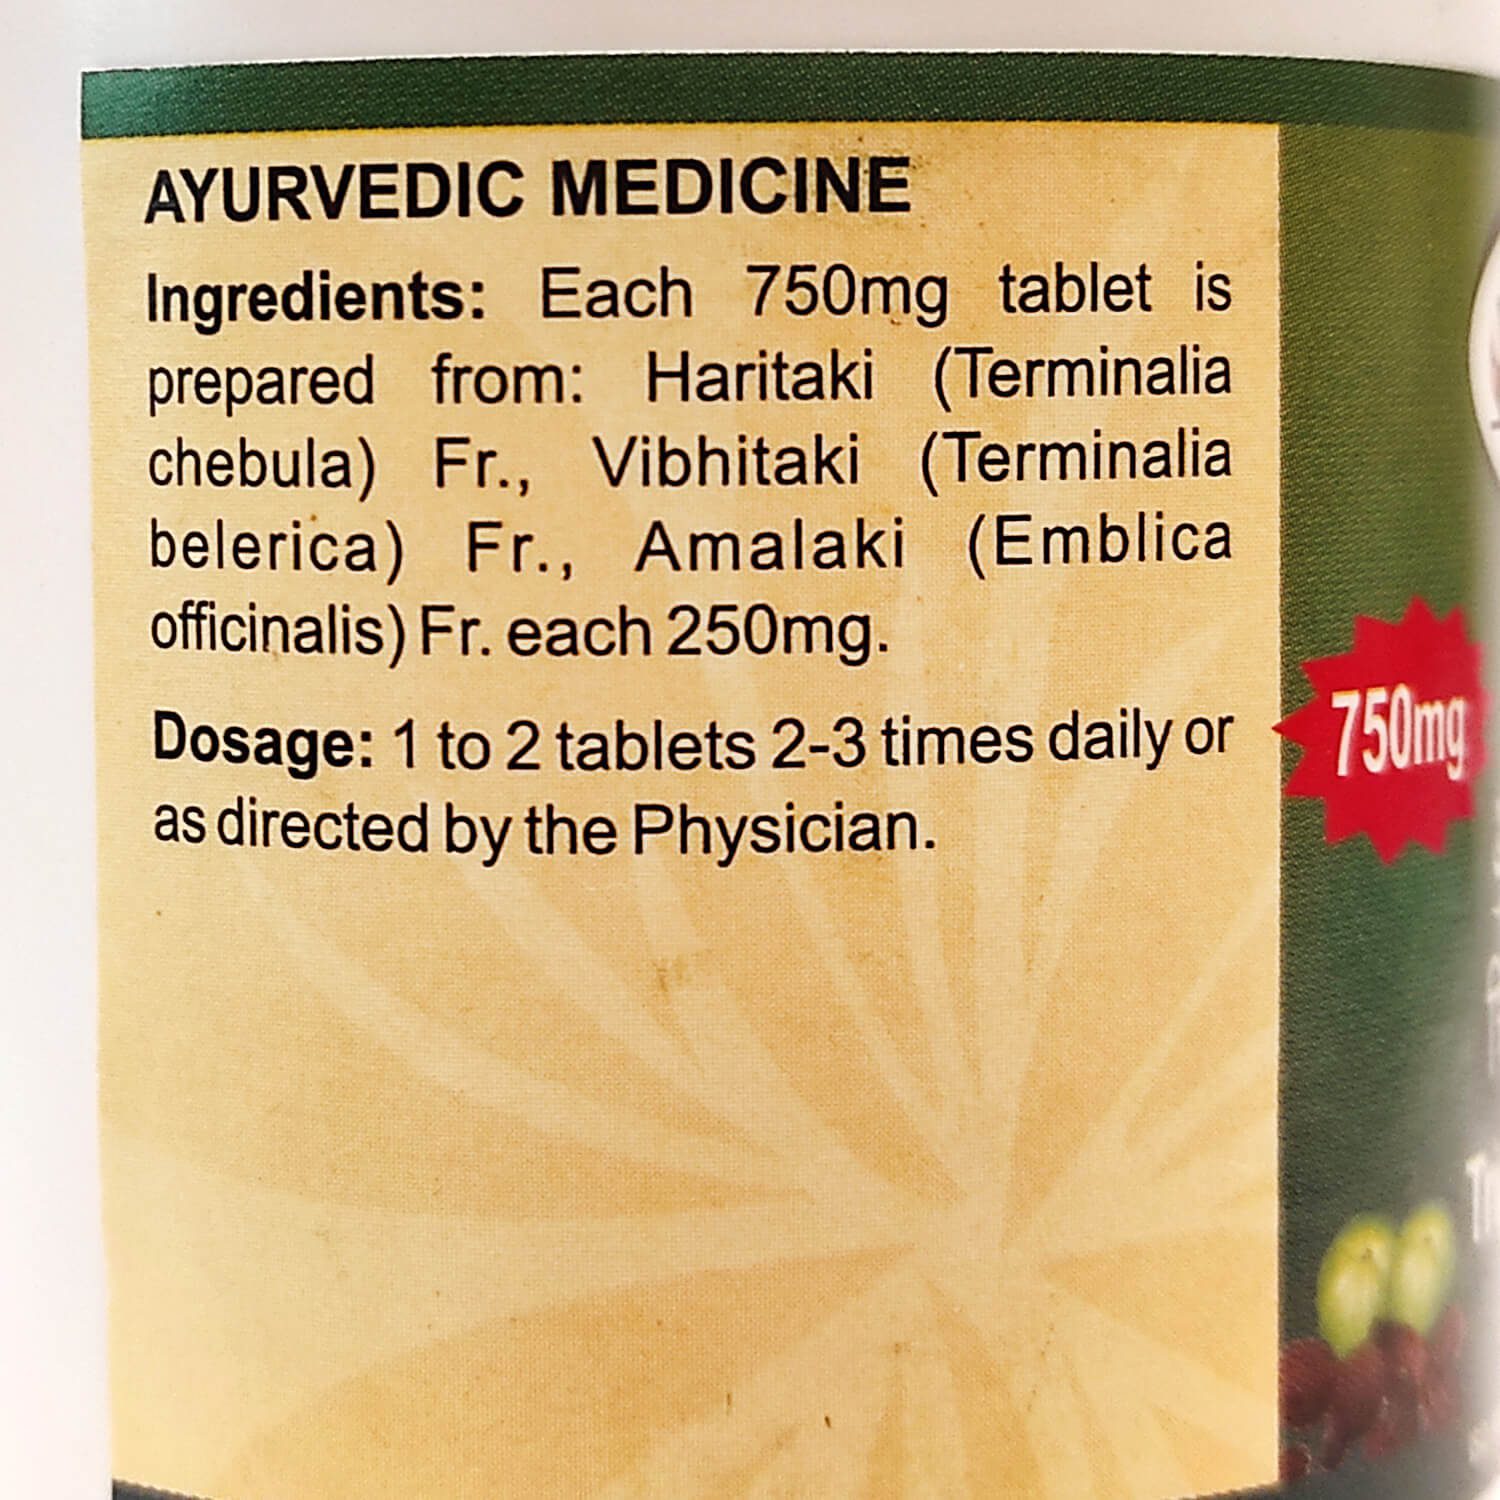 AYURVEDIC MEDICINE
Ingredients: Each 750mg tablet is
prepared from: Haritaki (Terminalia
chebula) Fr., Vibhitaki (Terminalia
belerica) Fr., Amalaki (Emblica
officinalis) Fr. each 250mg.
Dosage: 1 to 2 tablets 2-3 times daily or
as directed by the Physician.
750mg